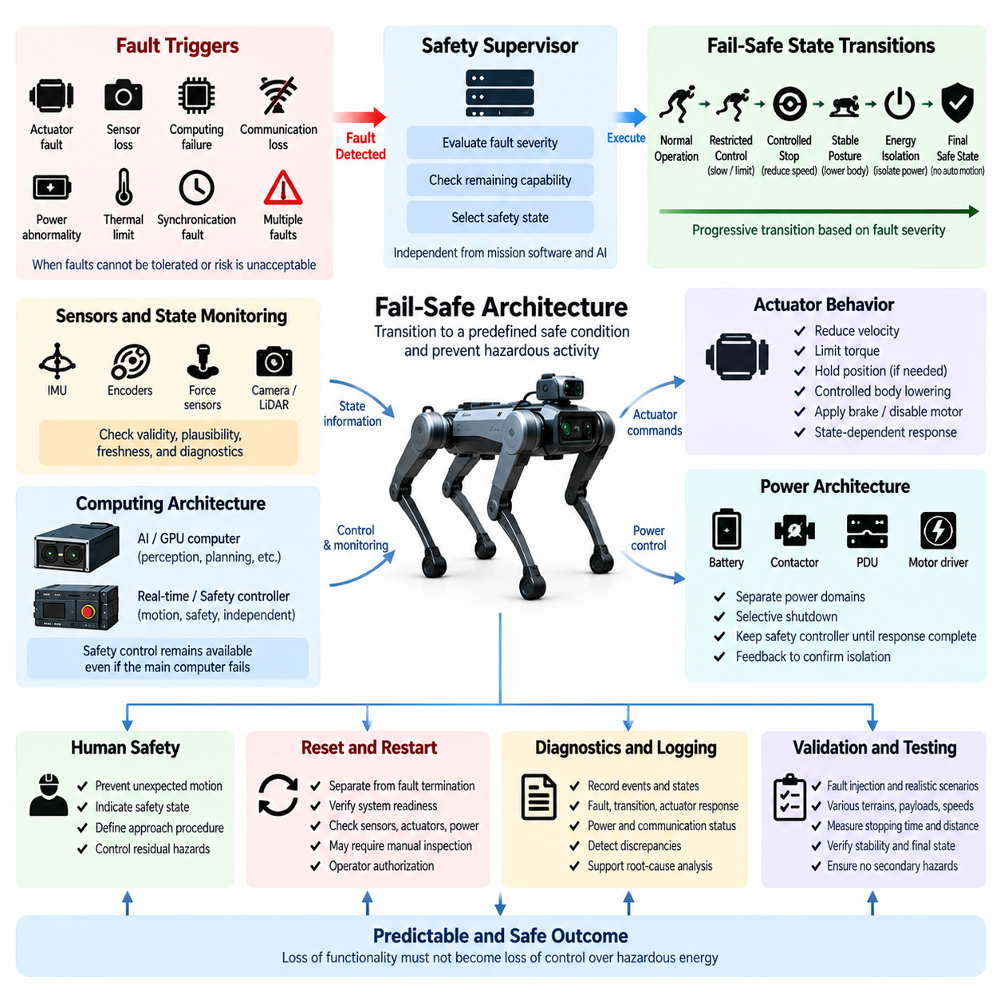 Fault Triggers
Actuator
fault
Sensor
loss
Computing
failure
Communication
loss
Power
abnormality
Thermal
limit
Synchronication
fault
Multiple
faults
When faults cannot be tolerated or risk is unacceptable
Fault
Detected
Safety Supervisor
Evaluate fault severity
Check remaining capability
Select safety state
Independent from mission software and AI
Execute
Fail-Safe State Transitions
Normal
Operation
Restricted
Control
(slow / limit)
Controlled
Stop
(reduce speed)
Stable
Posture
(lower body)
Energy
Isolation
(isolate power)
Final
Safe State
(no auto motion)
Progressive transition based on fault severity
Sensors and State Monitoring
IMU
Encoders
Force
sensors
Camera /
LiDAR
Check validity, plausibility,
freshness, and diagnostics
Fail-Safe Architecture
Transition to a predefined safe condition
and prevent hazardous activity
State
information
Actuator
commands
Control
& monitoring
Power
control
Actuator Behavior
Reduce velocity
Limit torque
Hold position (if needed)
Controlled body lowering
Apply brake / disable motor
State-dependent response
Computing Architecture
AI / GPU computer
(perception, planning, etc.)
Real-time / Safety controller
(motion, safety, independent)
Safety control remains available
even if the main computer fails
Power Architecture
Battery
Contactor
PDU
Motor driver
Separate power domains
Selective shutdown
Keep safety controller until response complete
Feedback to confirm isolation
Human Safety
Prevent unexpected motion
Indicate safety state
Define approach procedure
Control residual hazards
Reset and Restart
Separate from fault termination
Verify system readiness
Check sensors, actuators, power
May require manual inspection
Operator authorization
Diagnostics and Logging
Record events and states
Fault, transition, actuator response
Power and communication status
Detect discrepancies
Support root-cause analysis
Validation and Testing
Fault injection and realistic scenarios
Various terrains, payloads, speeds
Measure stopping time and distance
Verify stability and final state
Ensure no secondary hazards
Predictable and Safe Outcome
Loss of functionality must not become loss of control over hazardous energy